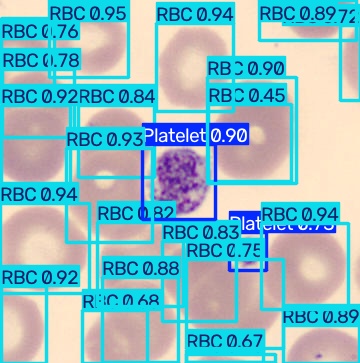 RBC 0.95
RBC 0.94
RBC 0.89
RBC 0.76
RBC 0.78
RBC 0.90
RBC 0.92
RBC 0.84
RBC 0.45
RBC 0.93
Platelet 0.90
RBC 0.94
RBC 0.82
RBC 0.94
RBC 0.83
RBC 0.75
RBC 0.88
RBC 0.92
RBC 0.68
RBC 0.89
RBC 0.67